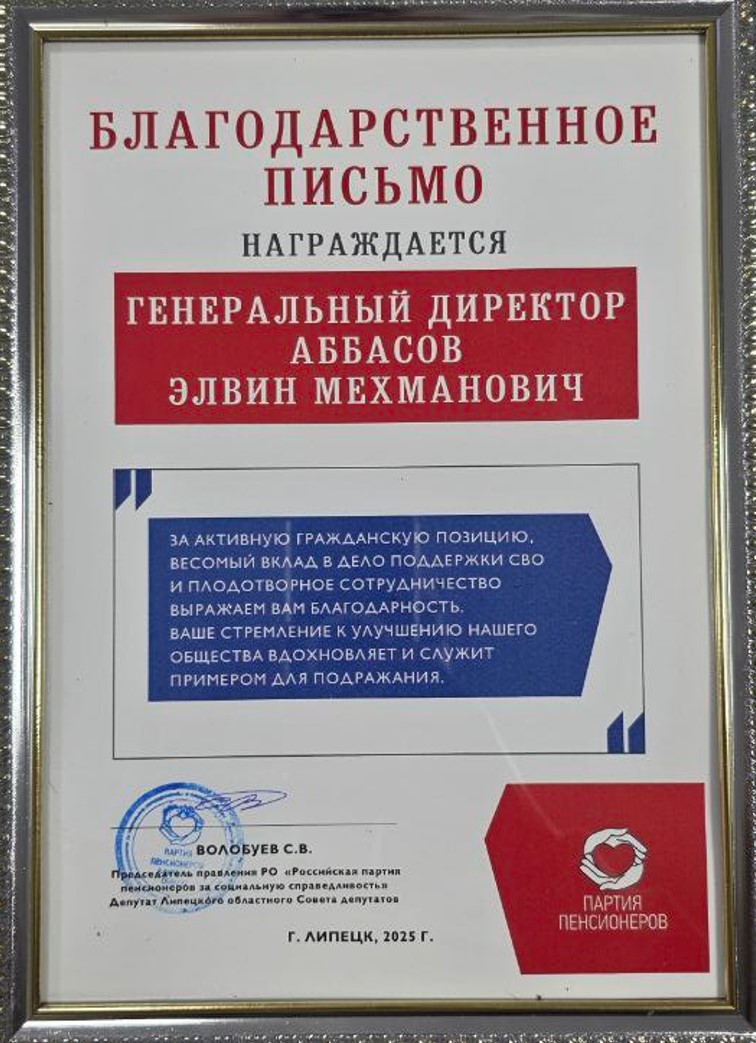 БЛАГОДАРСТВЕННОЕ
ПИСЬМО
НАГРАЖДАЕТСЯ
ГЕНЕРАЛЬНЫЙ ДИРЕКТОР
АББАСОВ
ЭЛВИН МЕХМАНОВИЧ
ЗА АКТИВНУЮ ГРАЖДАНСКУЮ ПОЗИЦИЮ,
ВЕСОМЫЙ ВКЛАД В ДЕЛО ПОДДЕРЖКИ СВО
И ПЛОДОТВОРНОЕ СОТРУДНИЧЕСТВО
ВЫРАЖАЕМ ВАМ БЛАГОДАРНОСТЬ.
ВАШЕ СТРЕМЛЕНИЕ К УЛУЧШЕНИЮ НАШЕГО
ОБЩЕСТВА ВДОХНОВЛЯЕТ И СЛУЖИТ
ПРИМЕРОМ ДЛЯ ПОДРАЖАНИЯ.
ПАРТИЯ
ПЕНСИОНЕРОВ
ВОЛОБУЕВ С.В.
Председатель правления РО «Российская партия
пенсионеров за социальную справедливость»
Депутат Липецкого областного Совета депутатов
Г. ЛИПЕЦК, 2025 Г.
ПАРТИЯ
ПЕНСИОНЕРОВ